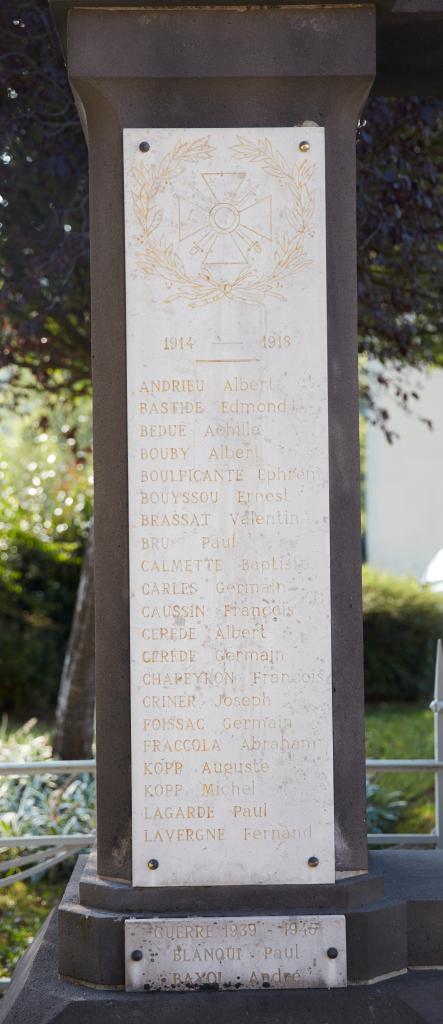 1914 — 1918
ANDRIEU Albert
BASTIDE Edmond
BEDUE Achille
BOUBY Albert
BOULPICANTE Ephrem
BOUYSSOU Ernest
BRASSAT Valentin
BRU Paul
CALMETTE Baptiste
CARLES Germain
CAUSSIN François
CEREDE Albert
CEREDE Germain
CHAPEYRON François
CRINER Joseph
FOISSAC Germain
FRACCOLA Abraham
KOPP Auguste
KOPP Michel
LAGARDE Paul
LAVERGNE Fernand
GUERRE 1939 - 1945
BLANQUI Paul
BAYOL André